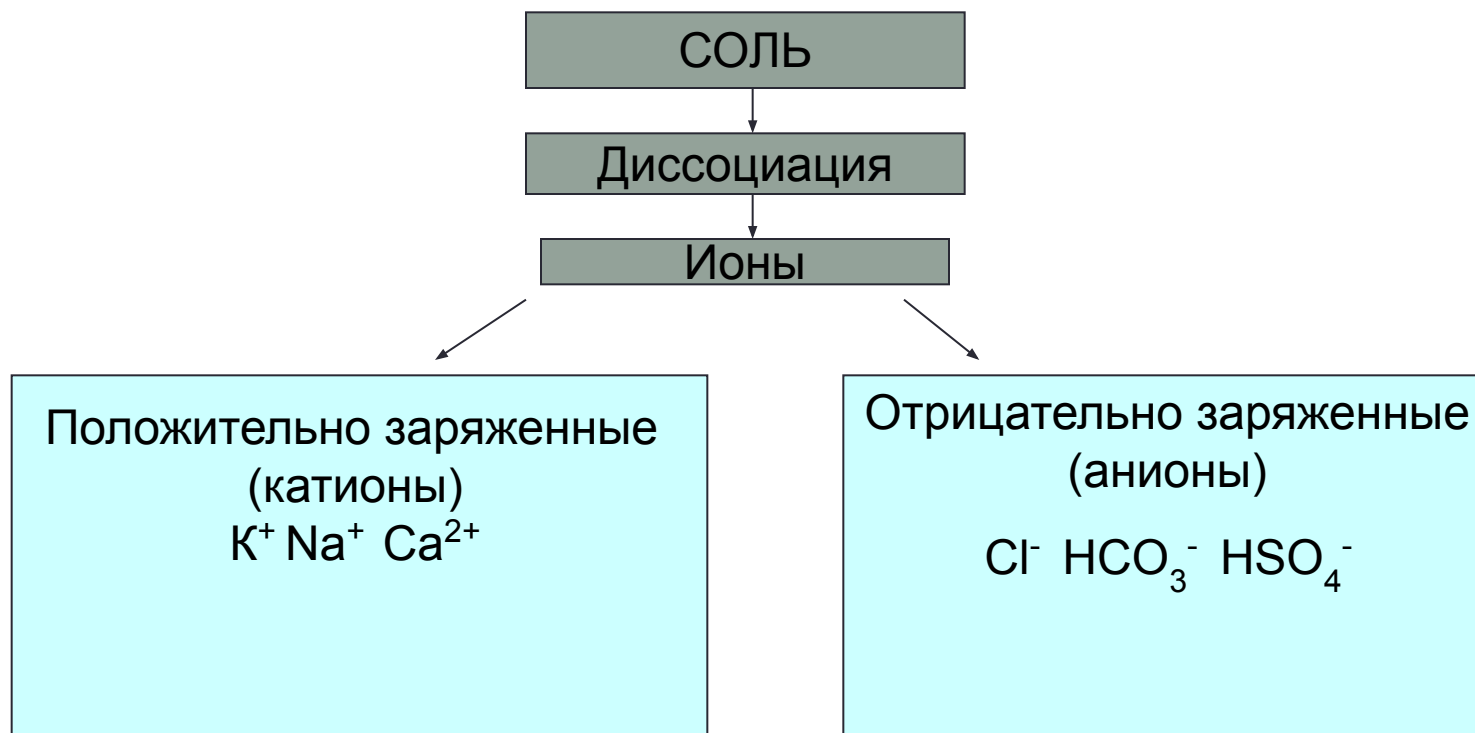 СОЛЬ
Диссоциация
Ионы
Положительно заряженные
(катионы)
К⁺ Na⁺ Ca²⁺
Отрицательно заряженные
(анионы)
Cl⁻ HCO₃⁻ HSO₄⁻